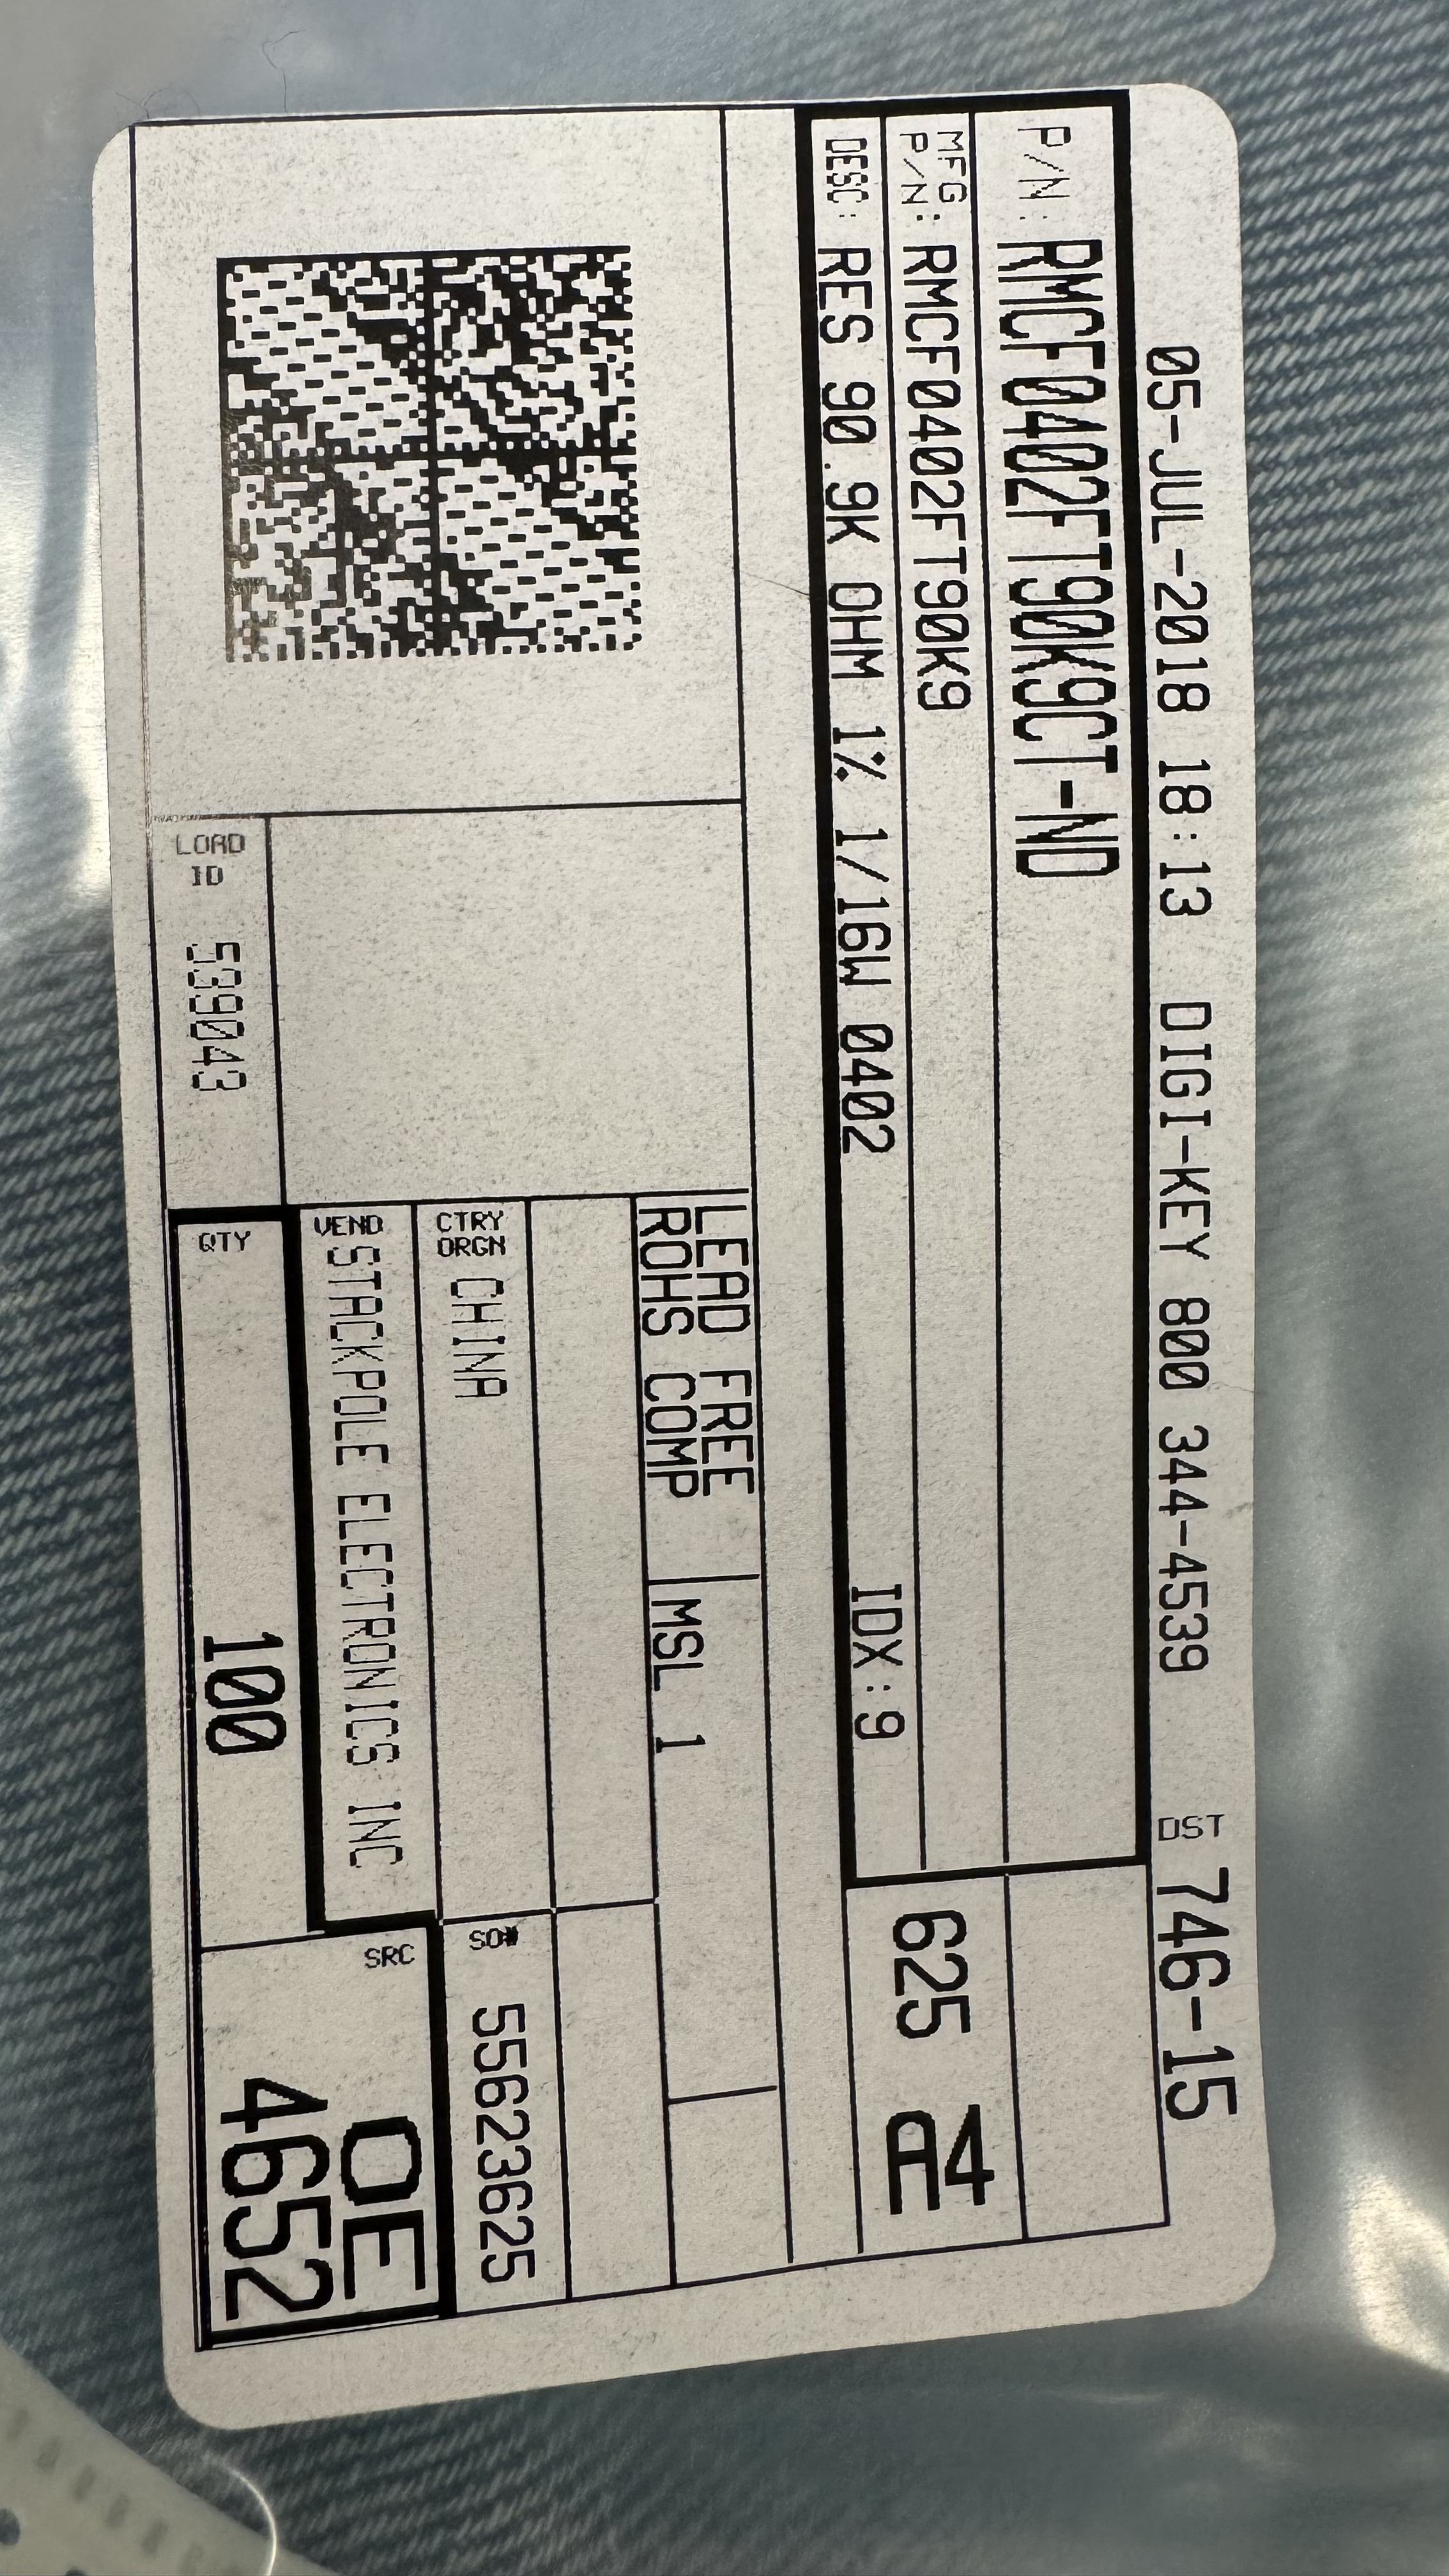 05-JUL-2018 18:13 DIGI-KEY 800 344-4539 DST 746-15
P/N: RMCF0402FT90K9CT-ND
MFG P/N: RMCF0402FT90K9
DESC: RES 90.9K OHM 1% 1/16W 0402 IDX:9
625 A4
LEAD FREE
ROHS COMP
MSL 1
CTRY
ORGN CHINA
SO# 55623625
VEND STACKPOLE ELECTRONICS INC
LOAD
ID 539043
QTY 100
SRC
OE
4652